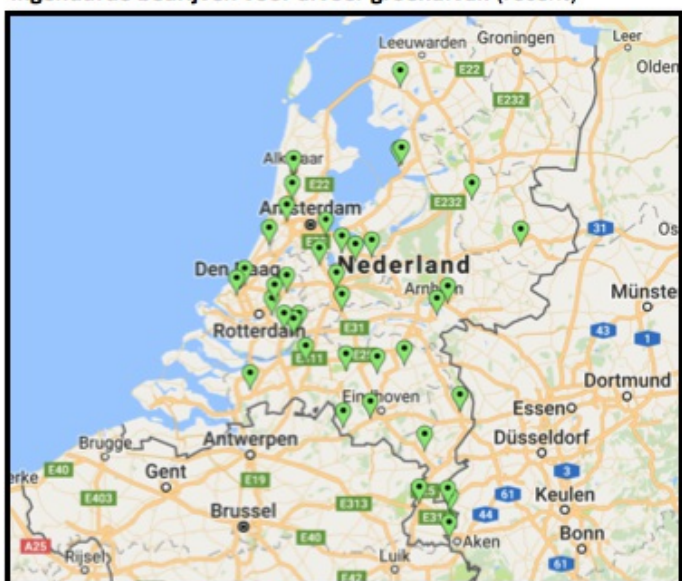 Leeuwarden
Groningen
Leer
E22
Olden
E232
E22
E232
Amsterdam
31
Os
Den Haag
Nederland
Münste
Rotterdam
E31
43
1
Dortmund
Eindhoven
Essen
Düsseldorf
Brugge
Antwerpen
erke
E40
Gent
E19
3
E403
61
Keulen
Brussel
E313
E31
44
A25
E40
Aken
Bonn
Rijsel
Luik
61
E42